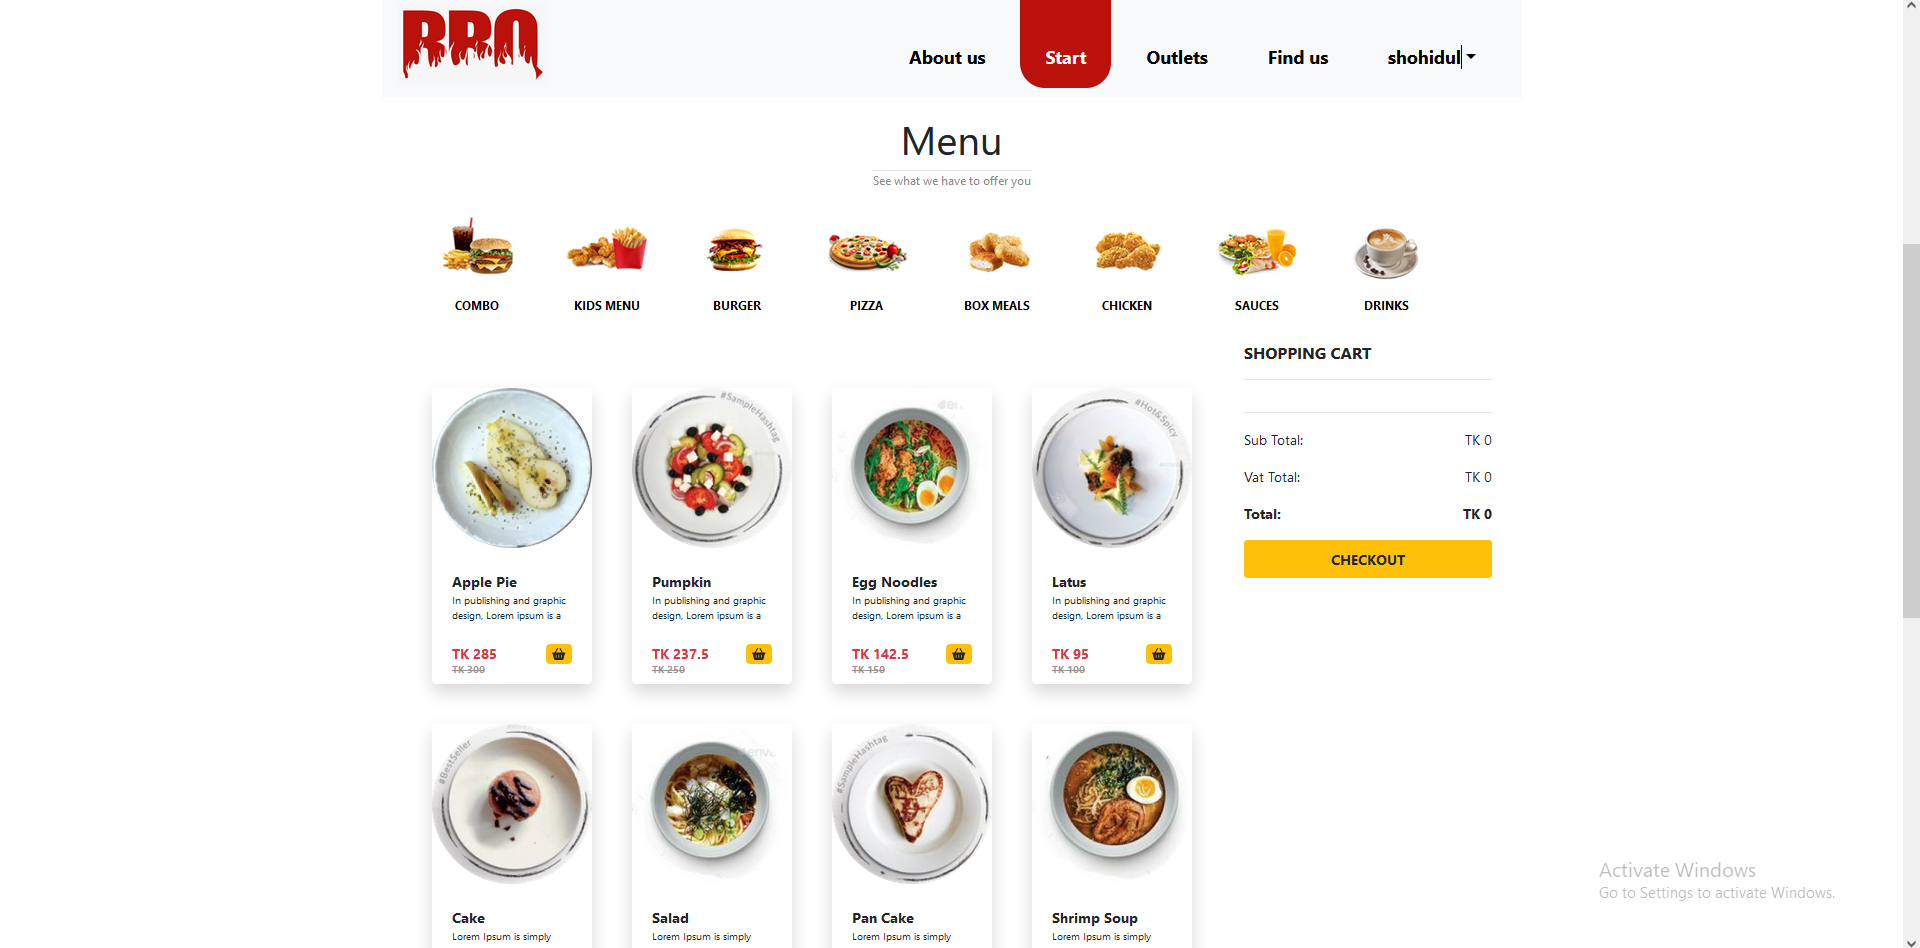 BBQ
About us
Start
Outlets
Find us
shohidul
Menu
See what we have to offer you
COMBO
KIDS MENU
BURGER
PIZZA
BOX MEALS
CHICKEN
SAUCES
DRINKS
SHOPPING CART
Sub Total: TK 0
Vat Total: TK 0
Total: TK 0
CHECKOUT
#SampleHashtag
#Hot&Spicy
Apple Pie
In publishing and graphic
design, Lorem ipsum is a
TK 285
TK 300
Pumpkin
In publishing and graphic
design, Lorem ipsum is a
TK 237.5
TK 250
Egg Noodles
In publishing and graphic
design, Lorem ipsum is a
TK 142.5
TK 150
Latus
In publishing and graphic
design, Lorem ipsum is a
TK 95
TK 100
#BestSeller
#SampleHashtag
Cake
Lorem Ipsum is simply
Salad
Lorem Ipsum is simply
Pan Cake
Lorem Ipsum is simply
Shrimp Soup
Lorem Ipsum is simply
Activate Windows
Go to Settings to activate Windows.